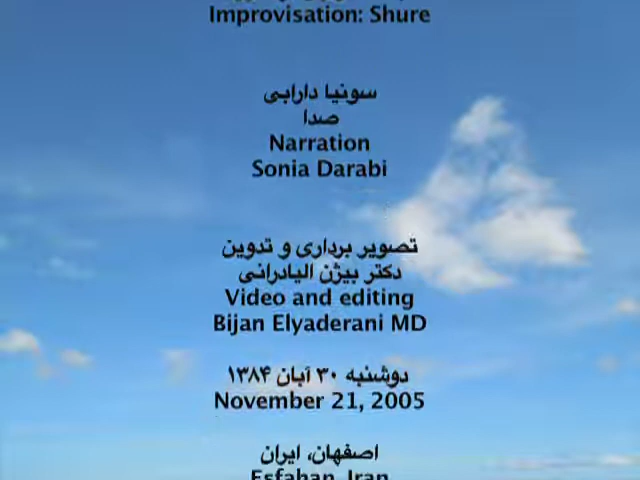 Improvisation: Shure
سونیا دارابی
صدا
Narration
Sonia Darabi
تصویر برداری و تدوین
دکتر بیژن الیادرانی
Video and editing
Bijan Elyaderani MD
دوشنبه ۳۰ آبان ۱۳۸۴
November 21, 2005
اصفهان، ایران
Esfahan, Iran